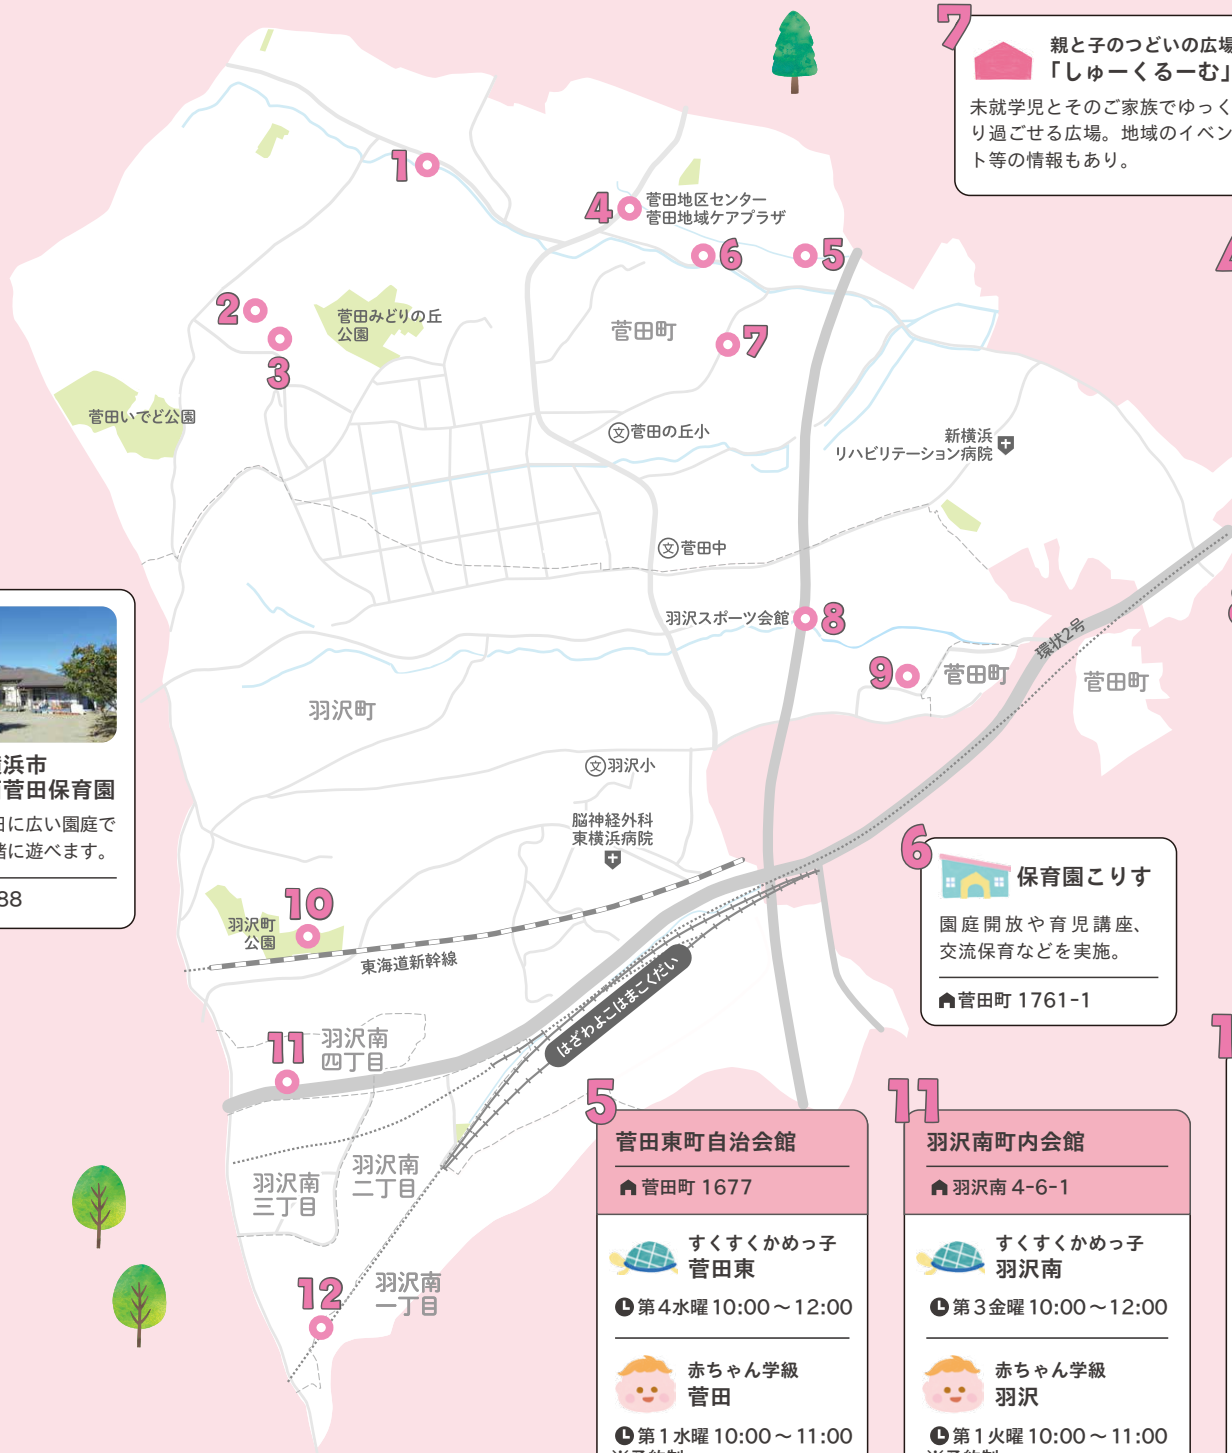 7
親と子のつどいの広場
「しゅーくるーむ」
未就学児とそのご家族でゆっく
り過ごせる広場。地域のイベン
ト等の情報もあり。
1
4
菅田地区センター
菅田地域ケアプラザ
6
5
2
3
菅田みどりの丘
公園
菅田町
7
菅田いでど公園
文 菅田の丘小
新横浜
リハビリテーション病院
文 菅田中
羽沢スポーツ会館
8
9
菅田町
環状2号
菅田町
羽沢町
浜市
菅田保育園
に広い園庭で
緒に遊べます。
88
文 羽沢小
脳神経外科
東横浜病院
10
羽沢町
公園
東海道新幹線
はざわよこはまこくだい
6
保育園こりす
園庭開放や育児講座、
交流保育などを実施。
菅田町 1761-1
11
羽沢南
四丁目
羽沢南
三丁目
羽沢南
二丁目
12
羽沢南
一丁目
5
菅田東町自治会館
菅田町 1677
すくすくかめっ子
菅田東
第4水曜 10:00～12:00
赤ちゃん学級
菅田
第1水曜 10:00～11:00
11
羽沢南町内会館
羽沢南 4-6-1
すくすくかめっ子
羽沢南
第3金曜 10:00～12:00
赤ちゃん学級
羽沢
第1火曜 10:00～11:00